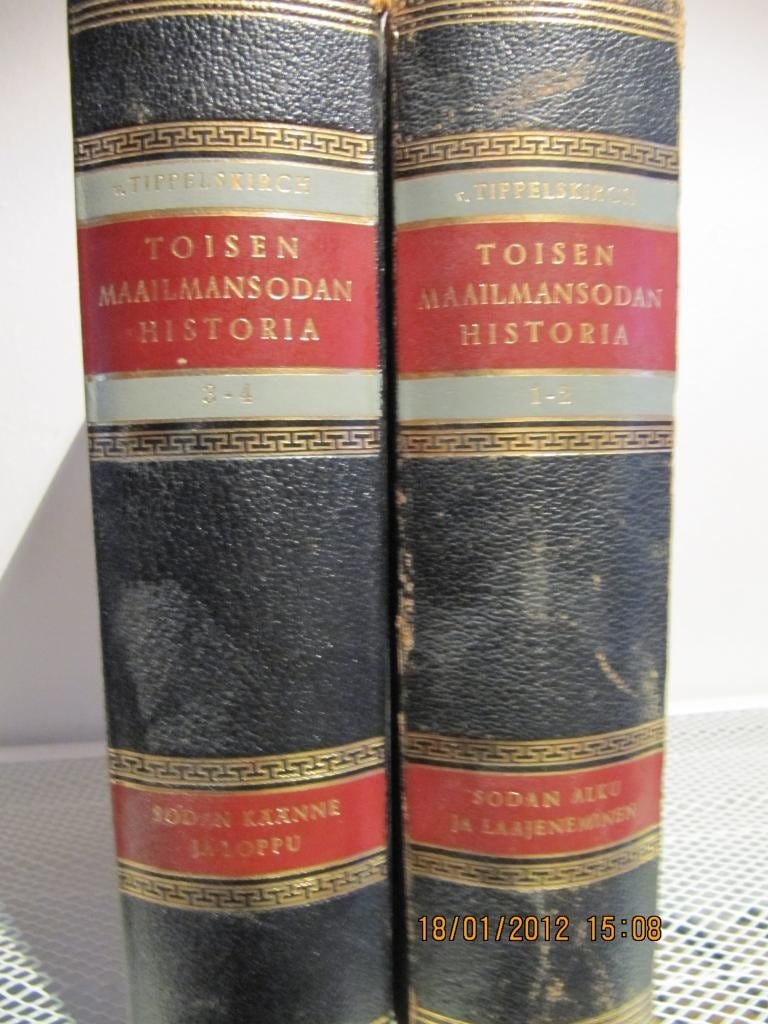 v. TIPPELSKIRCH
TOISEN
MAAILMANSODAN
HISTORIA
3-4
SODAN KÄÄNNE
JA LOPPU
v. TIPPELSKIRCH
TOISEN
MAAILMANSODAN
HISTORIA
1-2
SODAN ALKU
JA LAAJENEMINEN
18/01/2012 15:08